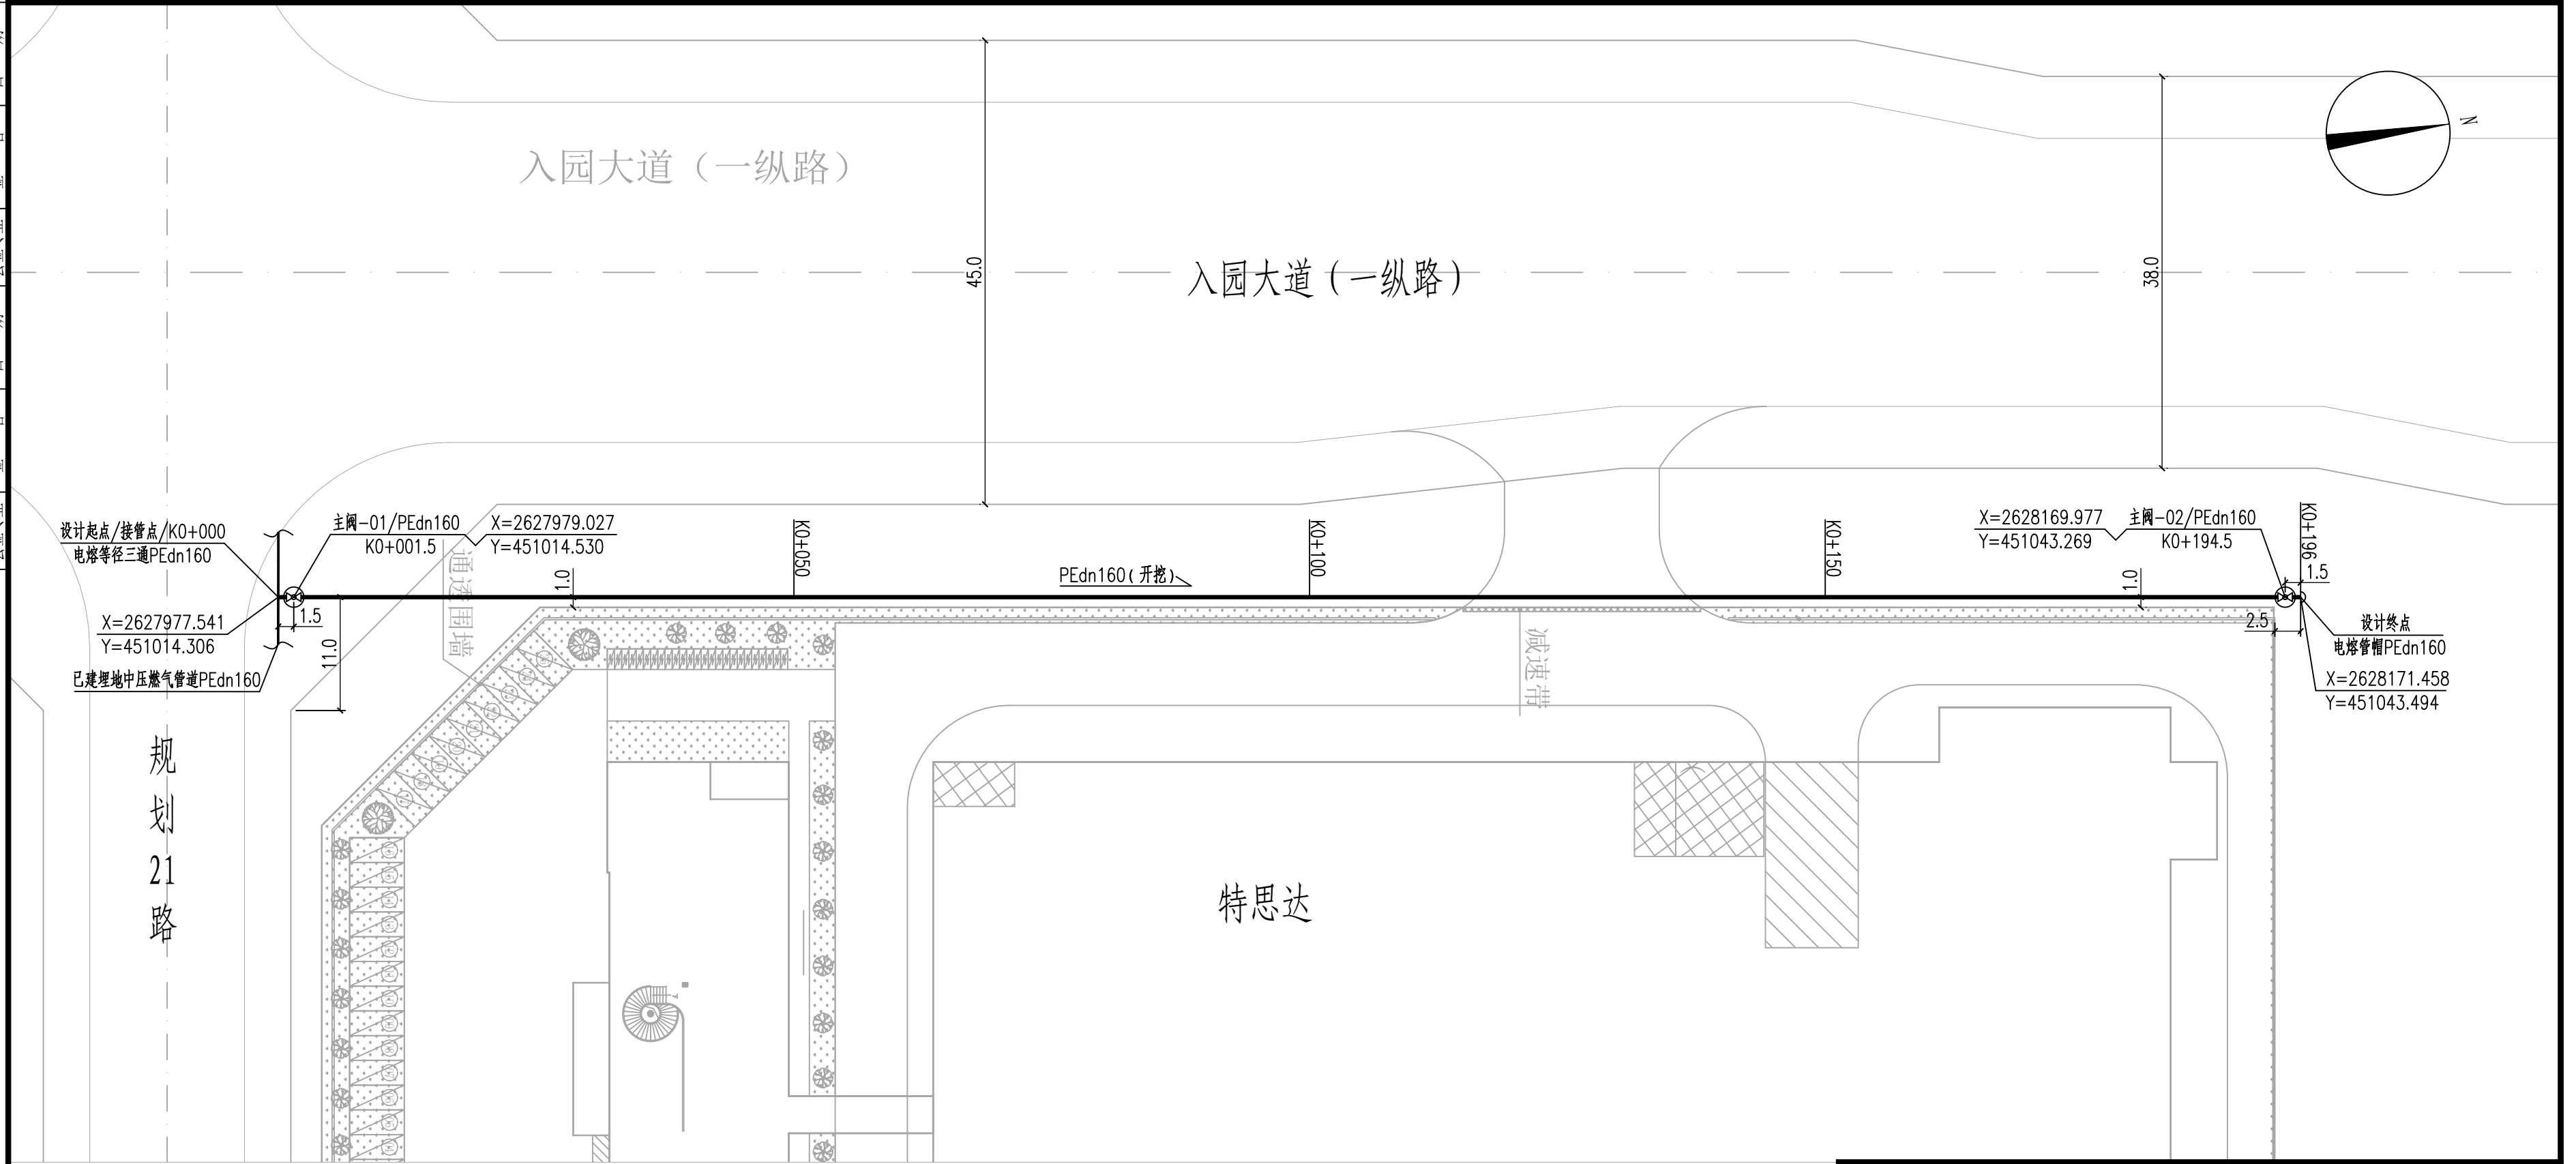 入园大道（一纵路）
N
45.0
入园大道（一纵路）
38.0
设计起点/接管点/K0+000
电熔等径三通PEdn160
主阀-01/PEdn160
K0+001.5
X=2627979.027
Y=451014.530
通透围墙
1.0
K0+050
PEdn160(开挖)
K0+100
K0+150
X=2628169.977
Y=451043.269
主阀-02/PEdn160
K0+194.5
K0+196
1.5
1.0
X=2627977.541
Y=451014.306
1.5
11.0
已建埋地中压燃气管道PEdn160
减速带
2.5
设计终点
电熔管帽PEdn160
X=2628171.458
Y=451043.494
规划21路
特思达